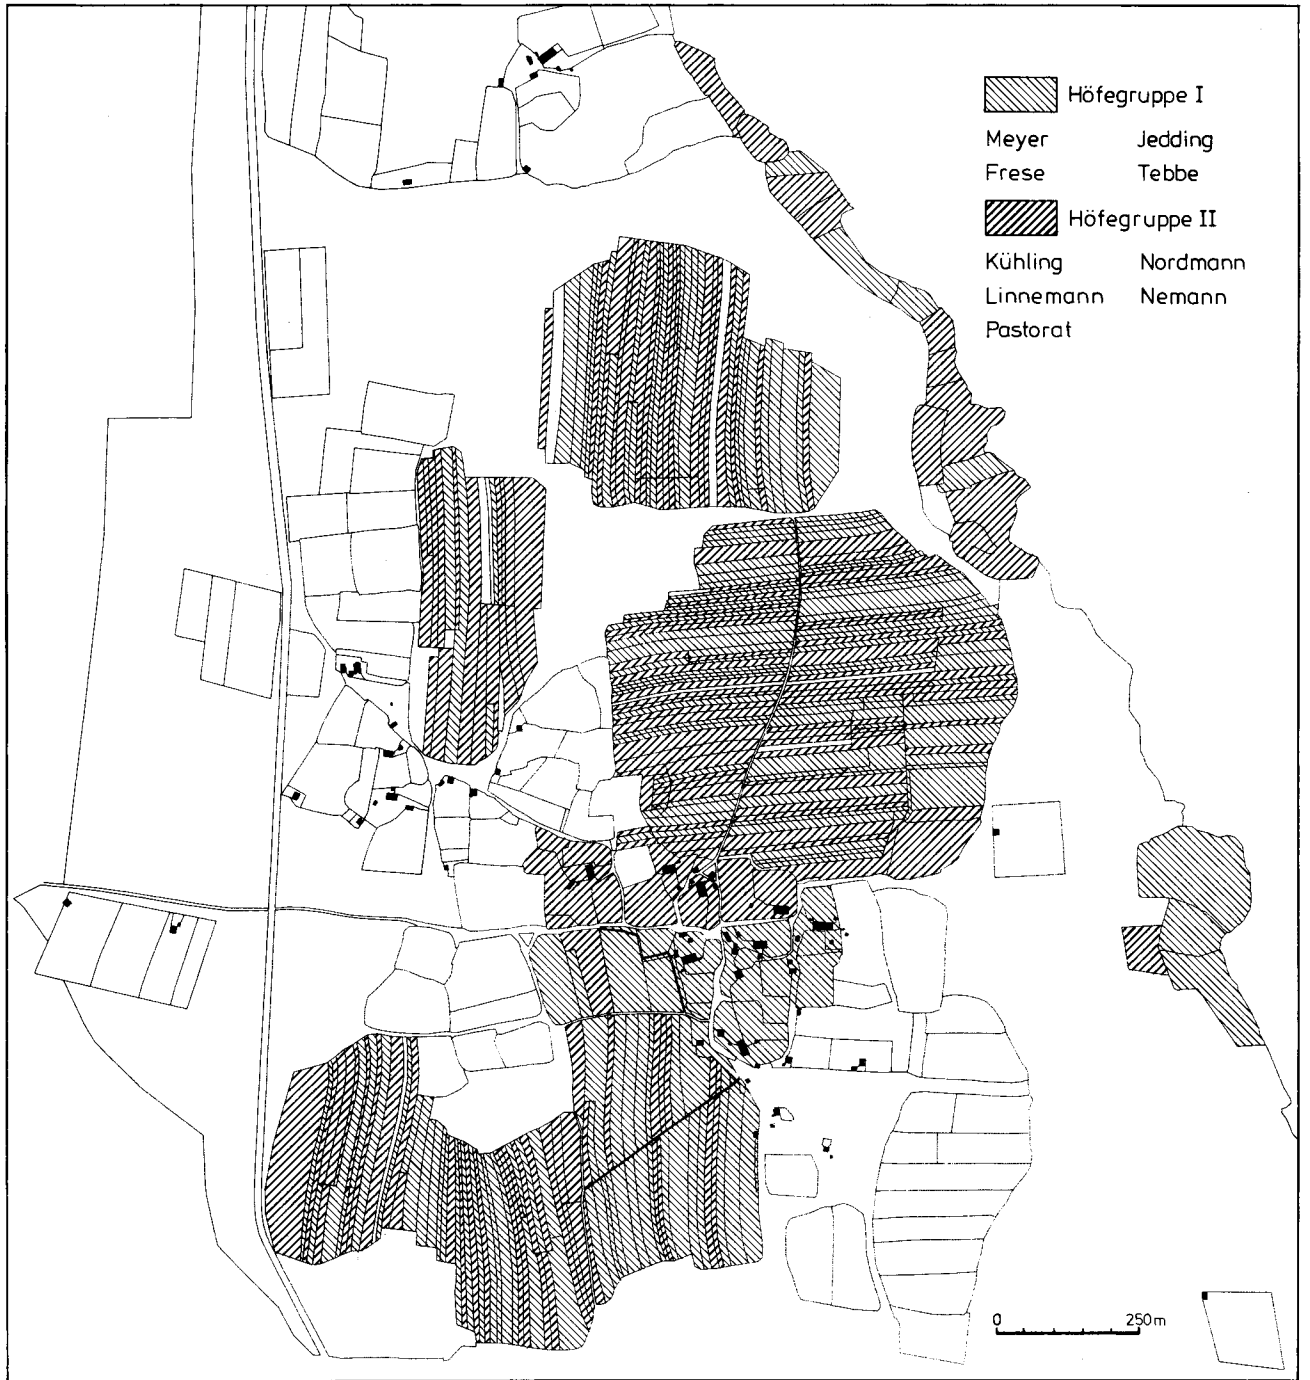 Höfegruppe I
Meyer Jedding
Frese Tebbe
Höfegruppe II
Kühling Nordmann
Linnemann Nemann
Pastorat
0 250m